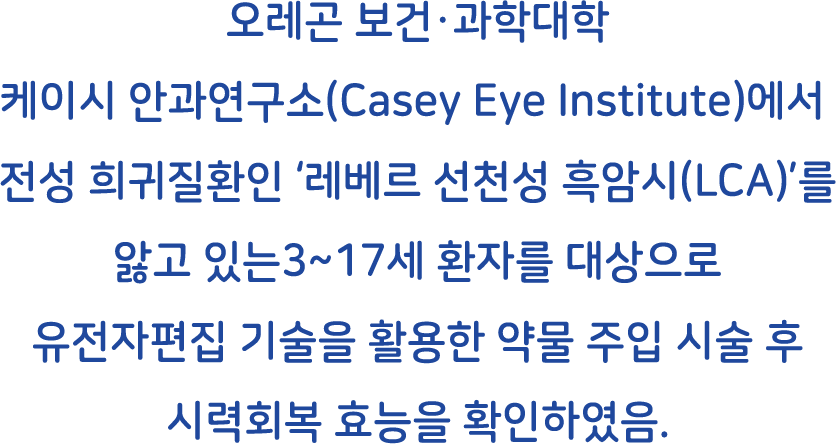 오레곤 보건·과학대학
케이시 안과연구소(Casey Eye Institute)에서
전성 희귀질환인 ‘레베르 선천성 흑암시(LCA)’를
앓고 있는3~17세 환자를 대상으로
유전자편집 기술을 활용한 약물 주입 시술 후
시력회복 효능을 확인하였음.